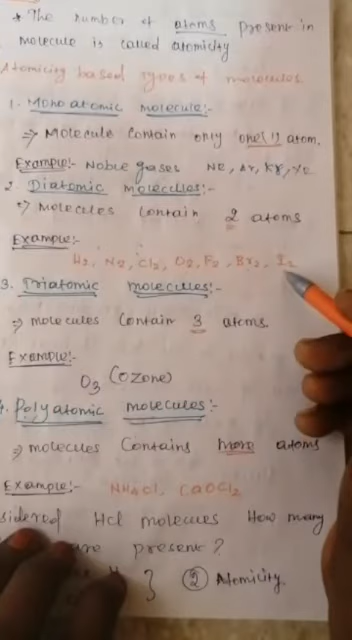 * The number of atoms present in
molecule is called atomicity
Atomicity based types of molecules.
1. Monoatomic molecule:-
⇒ Molecule contain only one(1) atom.
Example:- Noble gases Ne, Ar, Kr, Xe
2. Diatomic molecules:-
⇒ molecules contain 2 atoms
Example:-
H2, N2, Cl2, O2, F2, Br2, I2
3. Triatomic molecules:-
⇒ molecules contain 3 atoms.
Example:-
O3 (Ozone)
4. Polyatomic molecules:-
⇒ molecules contains more atoms
Example:- NH4Cl, CaOCl2
sidered Hcl molecules How many
are present?
} ② Atomicity